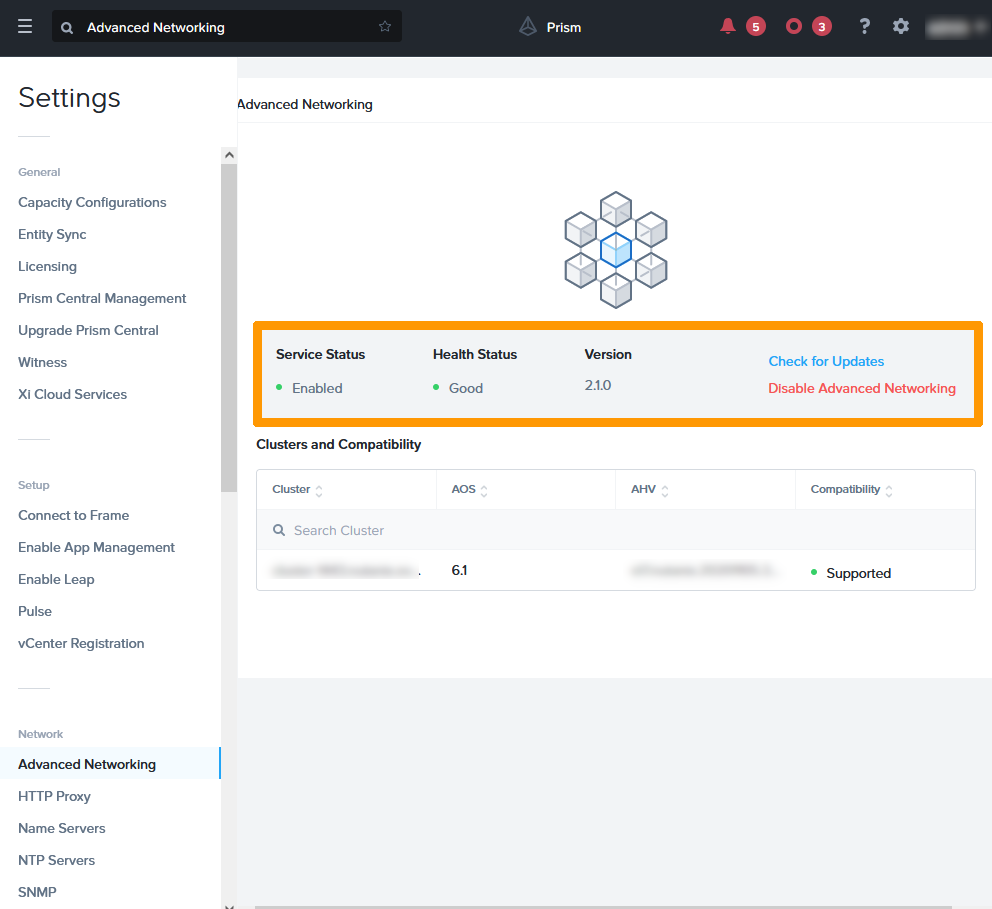 Advanced Networking
Prism
5
3
?
Settings
General
Capacity Configurations
Entity Sync
Licensing
Prism Central Management
Upgrade Prism Central
Witness
Xi Cloud Services
Setup
Connect to Frame
Enable App Management
Enable Leap
Pulse
vCenter Registration
Network
Advanced Networking
HTTP Proxy
Name Servers
NTP Servers
SNMP
Advanced Networking
Service Status Health Status Version
Enabled Good 2.1.0
Check for Updates
Disable Advanced Networking
Clusters and Compatibility
Cluster AOS AHV Compatibility
Search Cluster
6.1 Supported